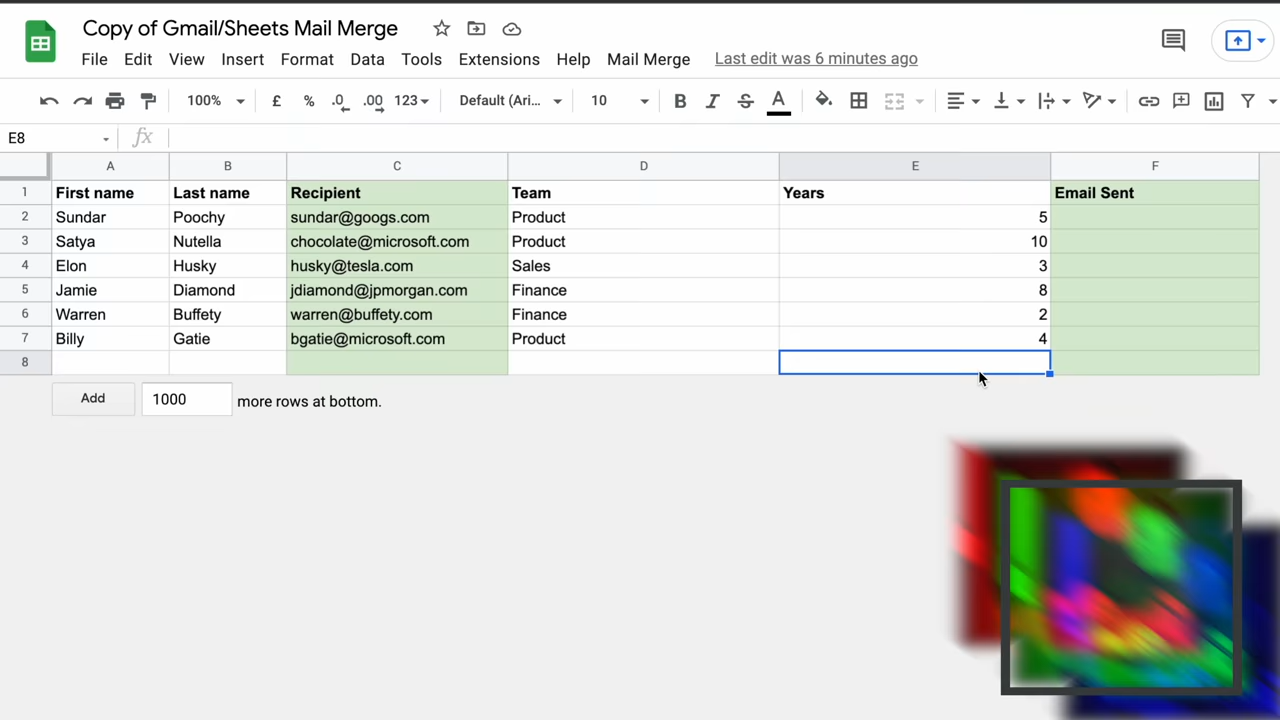 Copy of Gmail/Sheets Mail Merge
File Edit View Insert Format Data Tools Extensions Help Mail Merge Last edit was 6 minutes ago
100% £ % .0 .00 123 Default (Ari... 10 B I S A
E8 fx
A B C D E F
1 First name Last name Recipient Team Years Email Sent
2 Sundar Poochy sundar@googs.com Product 5
3 Satya Nutella chocolate@microsoft.com Product 10
4 Elon Husky husky@tesla.com Sales 3
5 Jamie Diamond jdiamond@jpmorgan.com Finance 8
6 Warren Buffety warren@buffety.com Finance 2
7 Billy Gatie bgatie@microsoft.com Product 4
8
Add 1000 more rows at bottom.